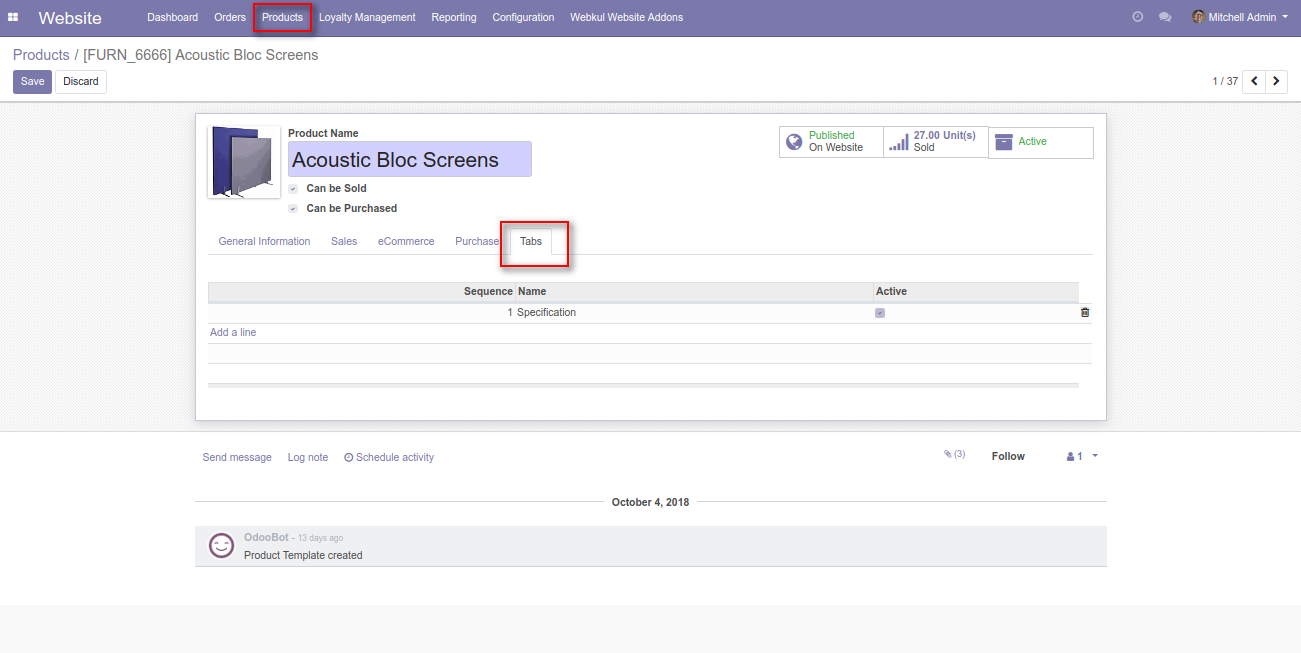 Website Dashboard Orders Products Loyalty Management Reporting Configuration Webkul Website Addons Mitchell Admin
Products / [FURN_6666] Acoustic Bloc Screens
Save Discard 1 / 37
Product Name
Acoustic Bloc Screens
Can be Sold
Can be Purchased
Published
On Website
27.00 Unit(s)
Sold
Active
General Information Sales eCommerce Purchase Tabs
Sequence Name Active
1 Specification
Add a line
Send message Log note Schedule activity (3) Follow 1
October 4, 2018
OdooBot - 13 days ago
Product Template created